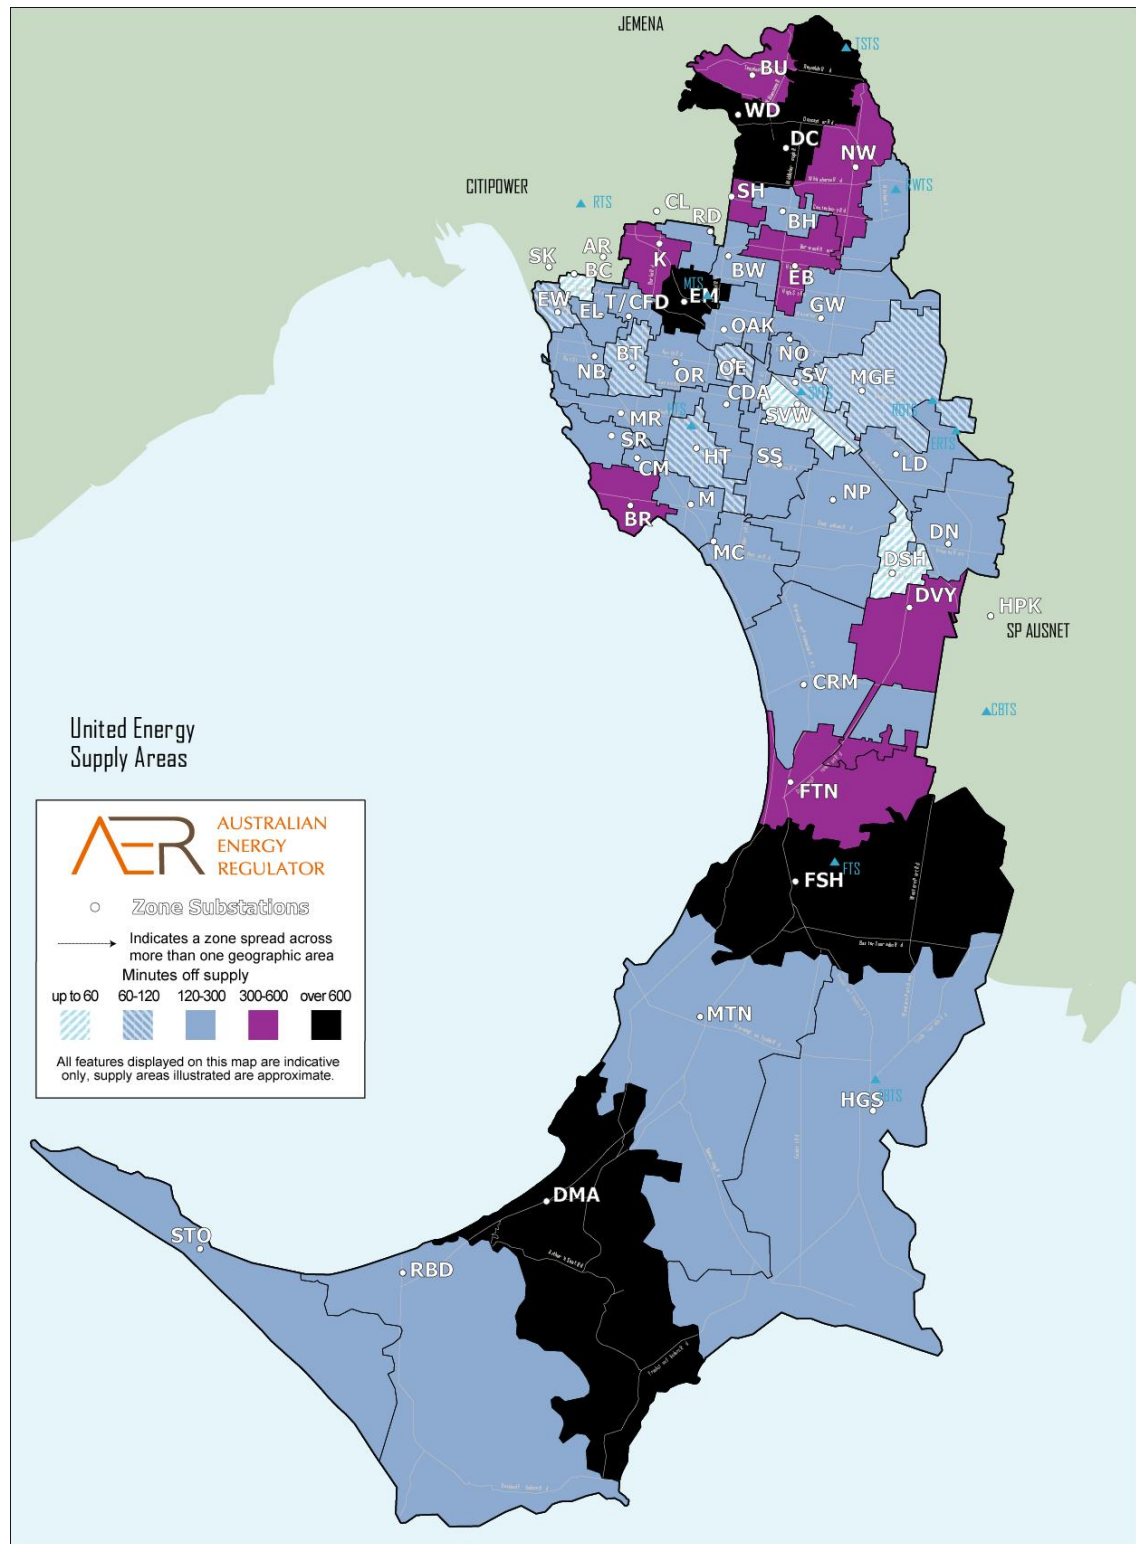 JEMENA
TSTS
BU
WD
DC
NW
CITIPOWER
RTS
SH
CL
RD
BH
SK
AR
BC
K
BW
EB
MTS
EM
EW
EL
T/CFD
GW
OAK
NB
BT
OR
OE
NO
SV
MGE
CDA
SVW
MR
SR
CM
HT
SS
LD
ERTS
BR
M
NP
MC
DN
DSH
DVY
HPK
SP AUSNET
CRM
CBTS
United Energy
Supply Areas
FTN
AER
AUSTRALIAN
ENERGY
REGULATOR
FTS
FSH
Zone Substations
Indicates a zone spread across
more than one geographic area
Minutes off supply
up to 60 60-120 120-300 300-600 over 600
All features displayed on this map are indicative
only, supply areas illustrated are approximate.
MTN
HGS
DMA
STO
RBD